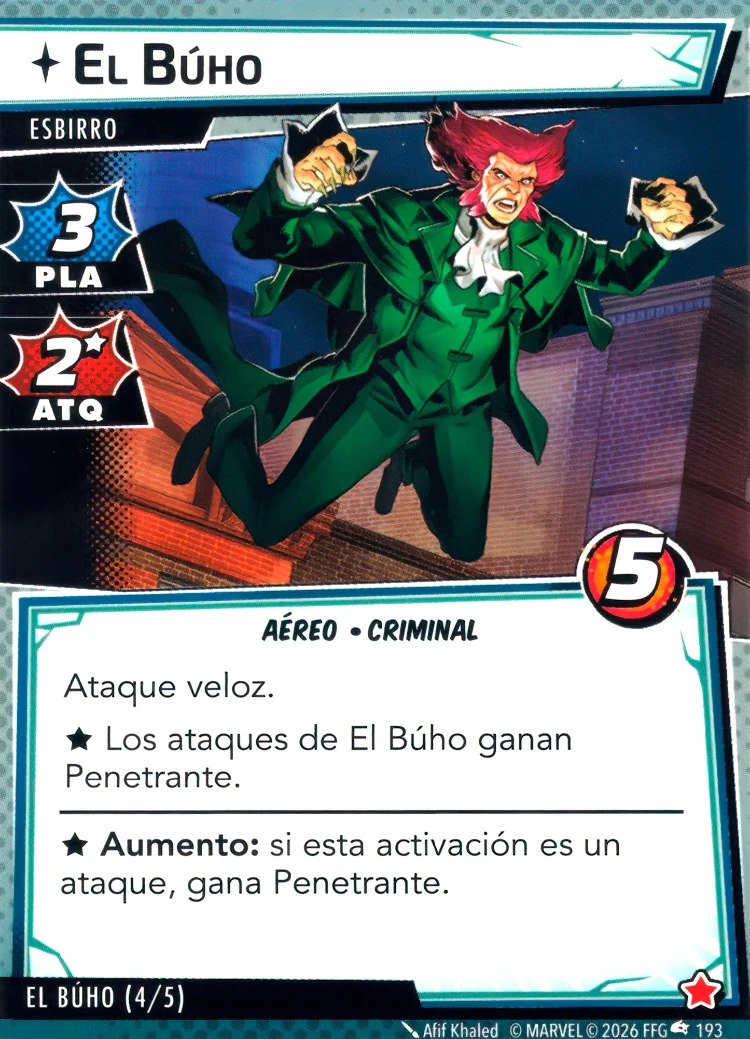 El Búho
ESBIRRO
3
PLA
2
ATQ
5
AÉREO • CRIMINAL
Ataque veloz.
★ Los ataques de El Búho ganan
Penetrante.
★ Aumento: si esta activación es un
ataque, gana Penetrante.
EL BÚHO (4/5)
Afif Khaled © MARVEL © 2026 FFG 193